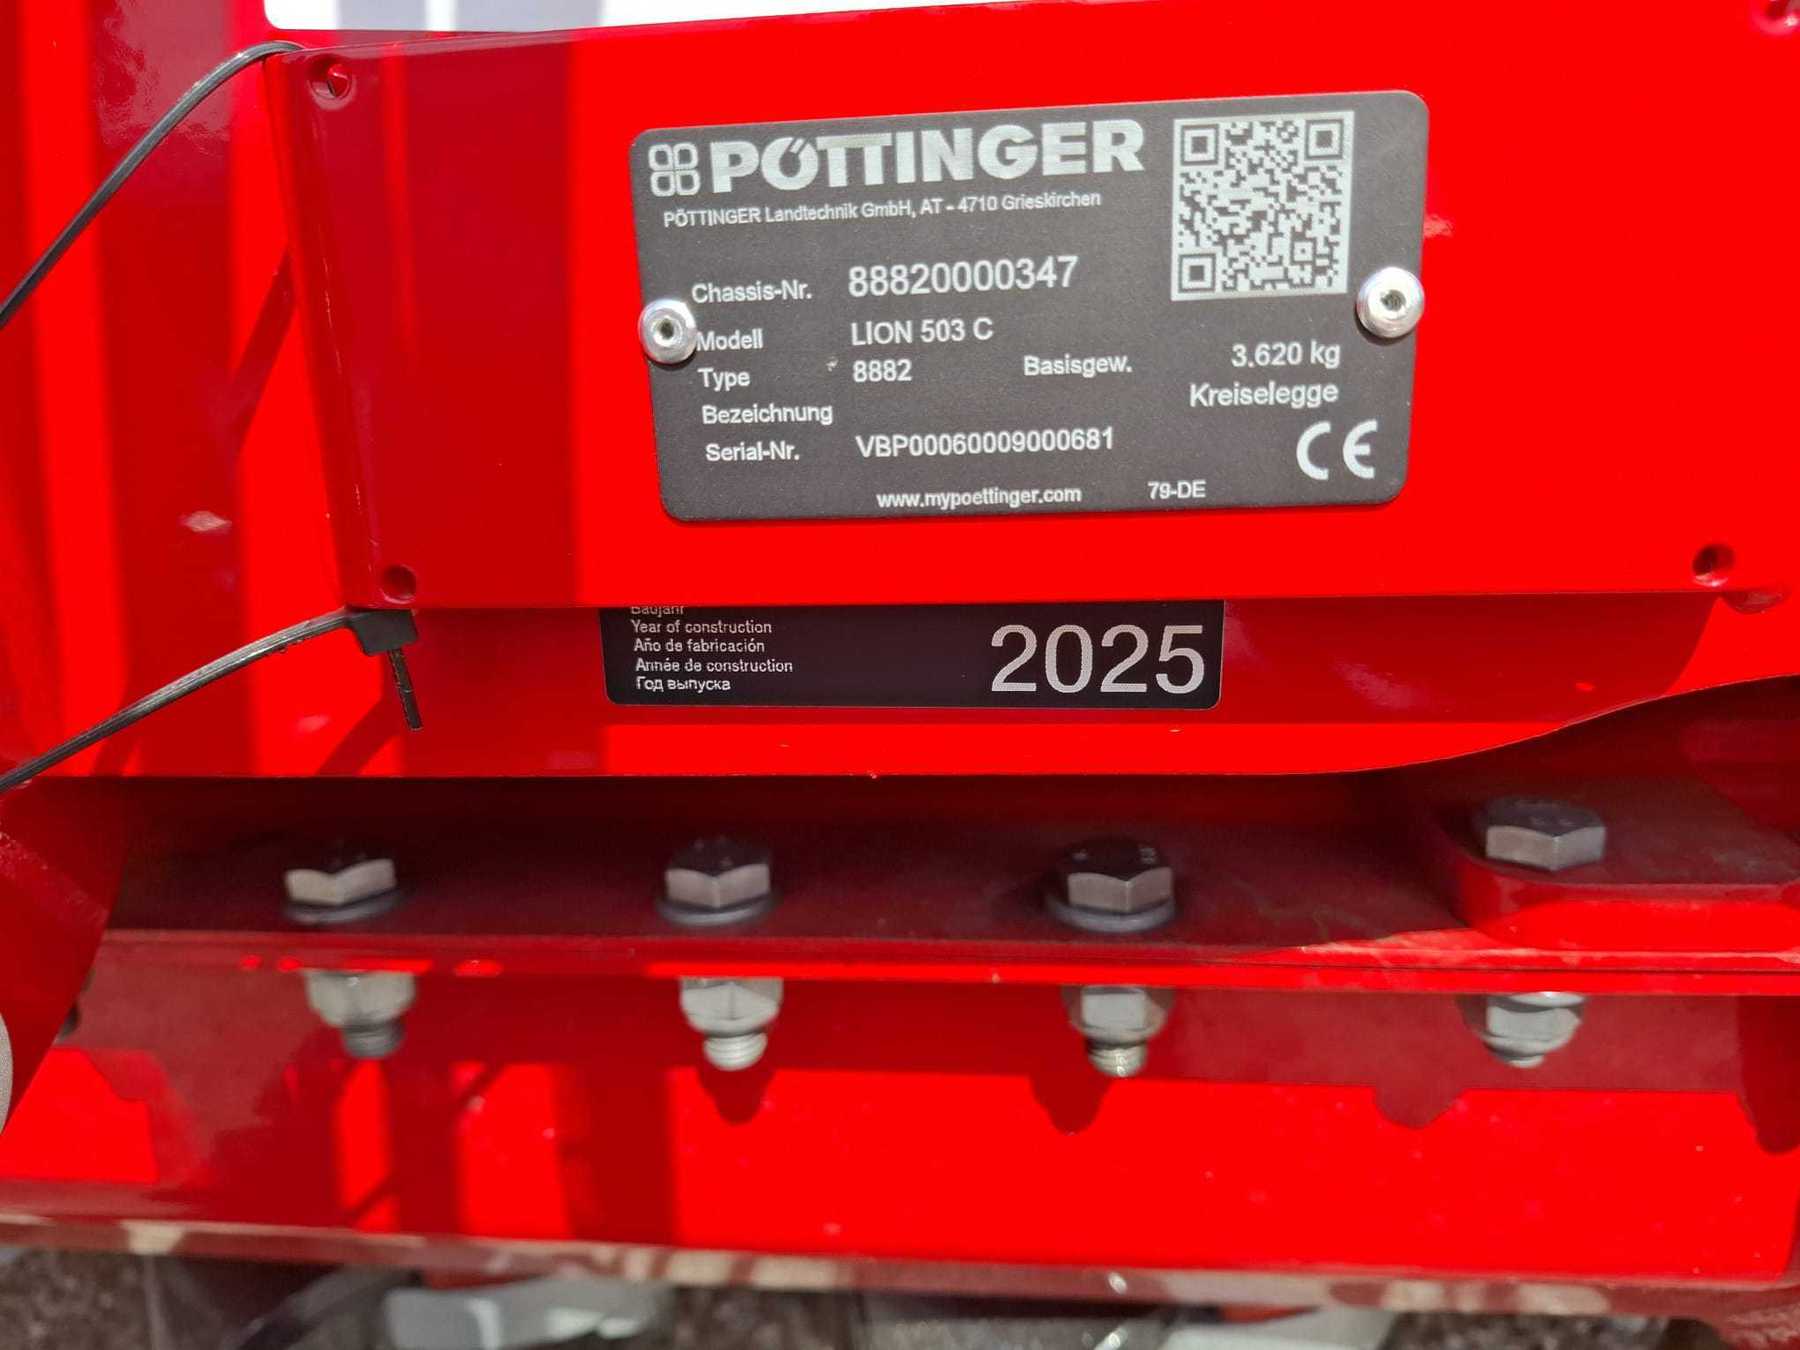 PÖTTINGER
PÖTTINGER Landtechnik GmbH, AT - 4710 Grieskirchen
Chassis-Nr. 88820000347
Modell LION 503 C
Type 8882 Basisgew. 3.620 kg
Bezeichnung Kreiselegge
Serial-Nr. VBP00060009000681
CE
www.mypoettinger.com 79-DE
Baujahr
Year of construction
Año de fabricación
Année de construction
Год выпуска
2025